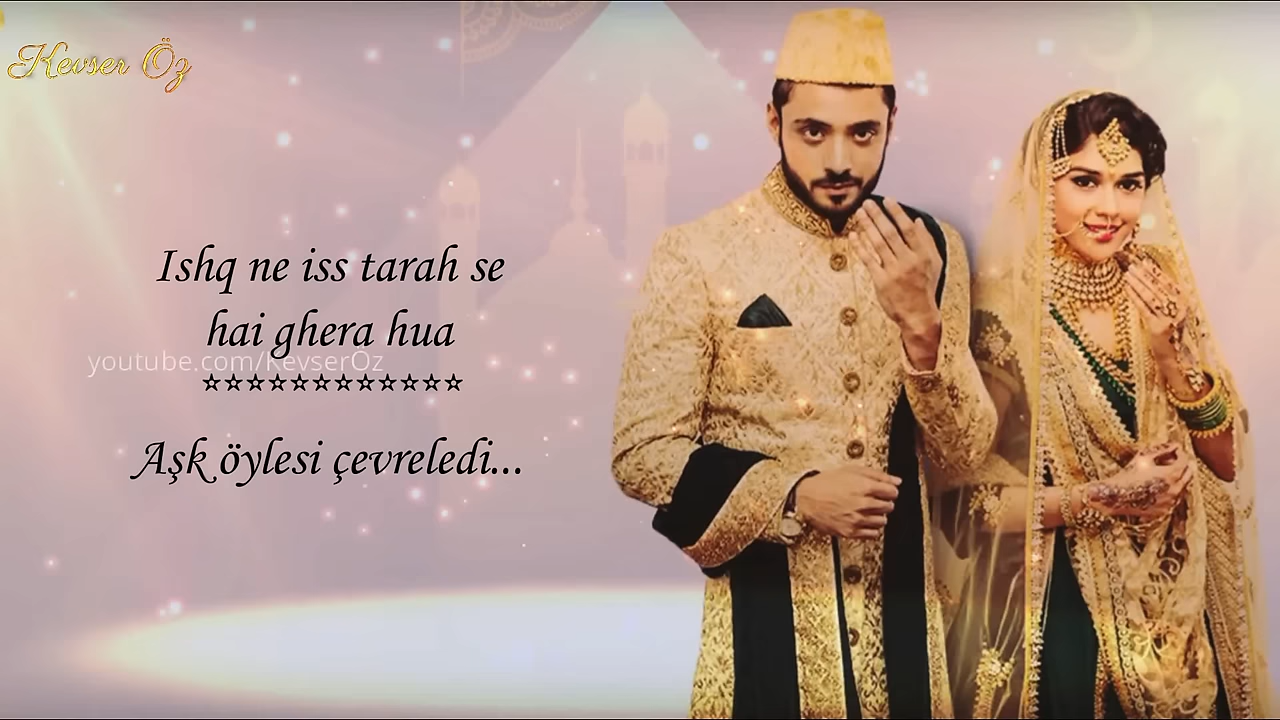 Kevser Öz
Ishq ne iss tarah se
hai ghera hua
youtube.com/KevserOz
************
Aşk öylesi çevreledi...